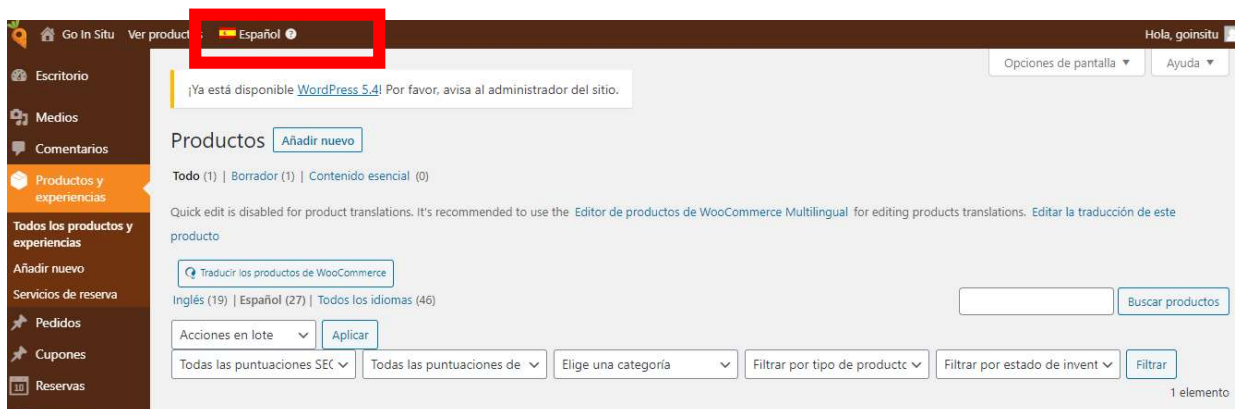 Go In Situ Ver productos Español Hola, goinsitu
Opciones de pantalla Ayuda
Escritorio
Medios
Comentarios
Productos y
experiencias
Todos los productos y
experiencias
Añadir nuevo
Servicios de reserva
Pedidos
Cupones
Reservas
10
¡Ya está disponible WordPress 5.4! Por favor, avisa al administrador del sitio.
Productos Añadir nuevo
Todo (1) | Borrador (1) | Contenido esencial (0)
Quick edit is disabled for product translations. It's recommended to use the Editor de productos de WooCommerce Multilingual for editing products translations. Editar la traducción de este
producto
Traducir los productos de WooCommerce
Inglés (19) | Español (27) | Todos los idiomas (46)
Buscar productos
Acciones en lote Aplicar
Todas las puntuaciones SEC Todas las puntuaciones de Elige una categoría Filtrar por tipo de producto Filtrar por estado de invent Filtrar
1 elemento